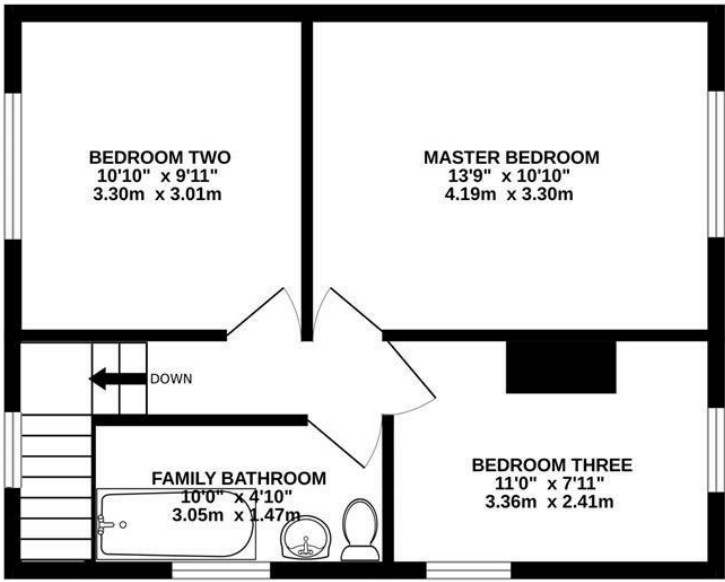 BEDROOM TWO
10'10" x 9'11"
3.30m x 3.01m
MASTER BEDROOM
13'9" x 10'10"
4.19m x 3.30m
DOWN
FAMILY BATHROOM
10'0" x 4'10"
3.05m x 1.47m
BEDROOM THREE
11'0" x 7'11"
3.36m x 2.41m